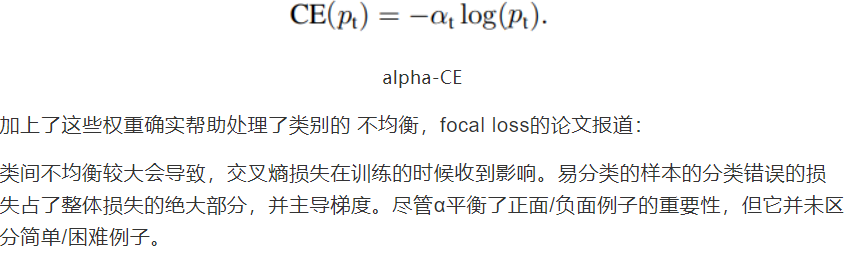 CE(pt) = −αt log(pt).
alpha-CE
加上了这些权重确实帮助处理了类别的 不均衡，focal loss的论文报道：
类间不均衡较大会导致，交叉熵损失在训练的时候收到影响。易分类的样本的分类错误的损
失占了整体损失的绝大部分，并主导梯度。尽管α平衡了正面/负面例子的重要性，但它并未区
分简单/困难例子。